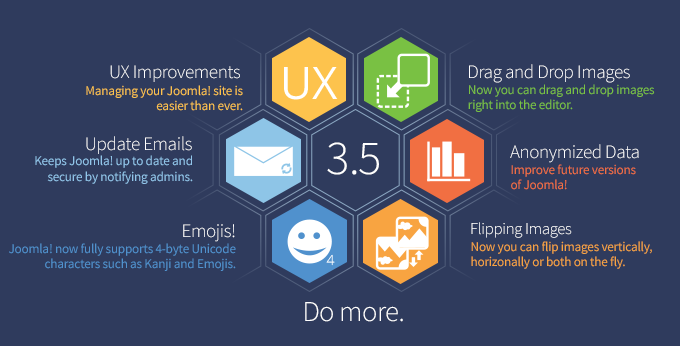 UX Improvements
Managing your Joomla! site is
easier than ever.
UX
Drag and Drop Images
Now you can drag and drop images
right into the editor.
Update Emails
Keeps Joomla! up to date and
secure by notifying admins.
3.5
Anonymized Data
Improve future versions
of Joomla!
Emojis!
Joomla! now fully supports 4-byte Unicode
characters such as Kanji and Emojis.
4
Flipping Images
Now you can flip images vertically,
horizonally or both on the fly.
Do more.